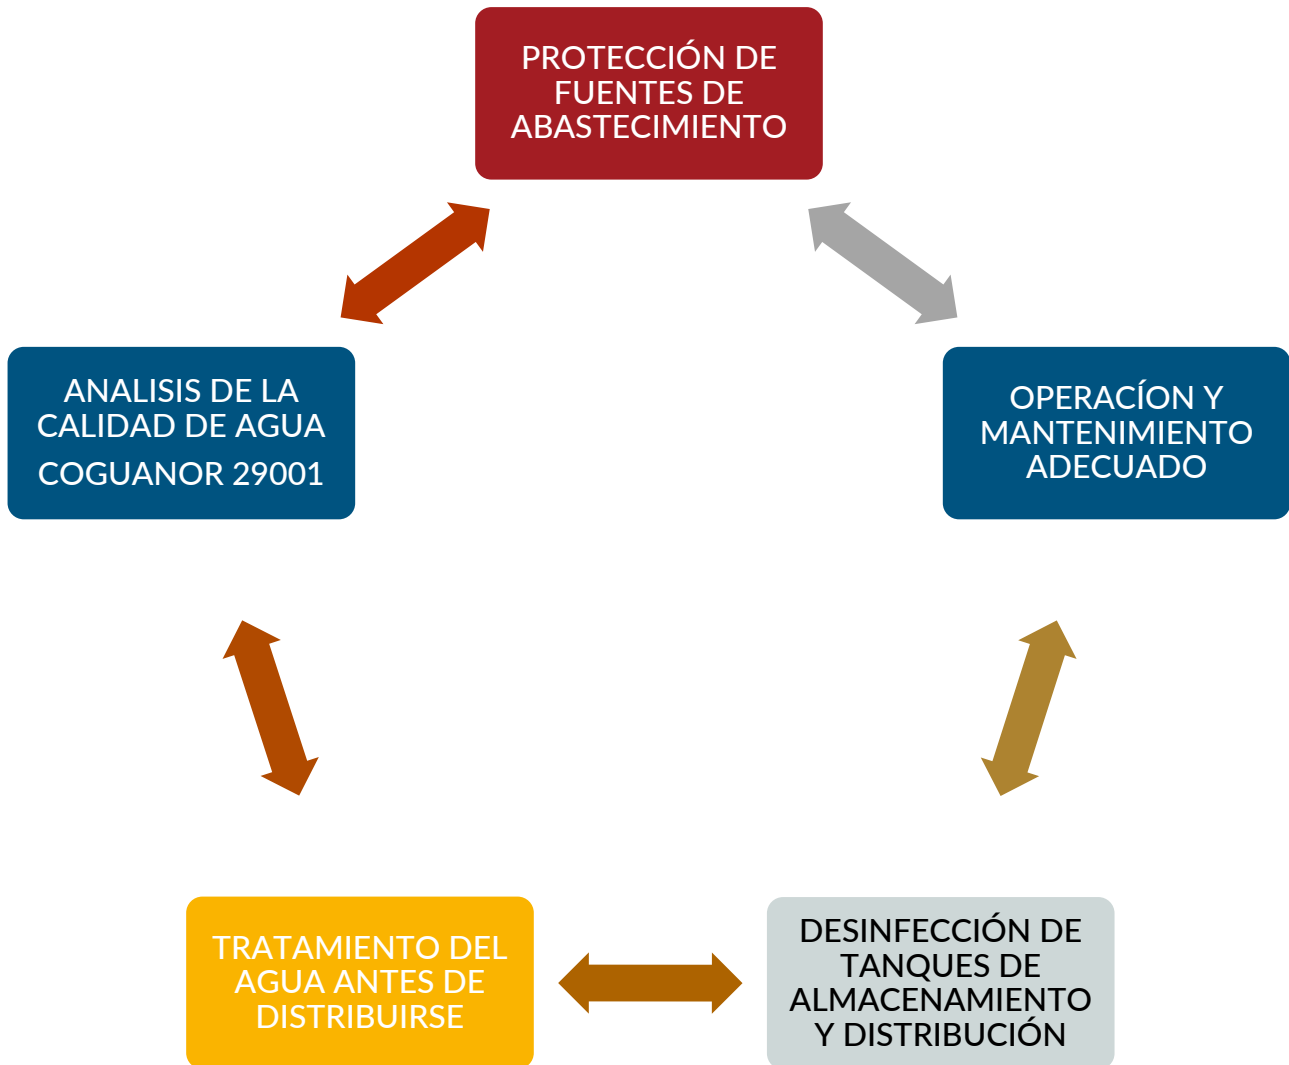 PROTECCIÓN DE
FUENTES DE
ABASTECIMIENTO
ANALISIS DE LA
CALIDAD DE AGUA
COGUANOR 29001
OPERACÍON Y
MANTENIMIENTO
ADECUADO
TRATAMIENTO DEL
AGUA ANTES DE
DISTRIBUIRSE
DESINFECCIÓN DE
TANQUES DE
ALMACENAMIENTO
Y DISTRIBUCIÓN